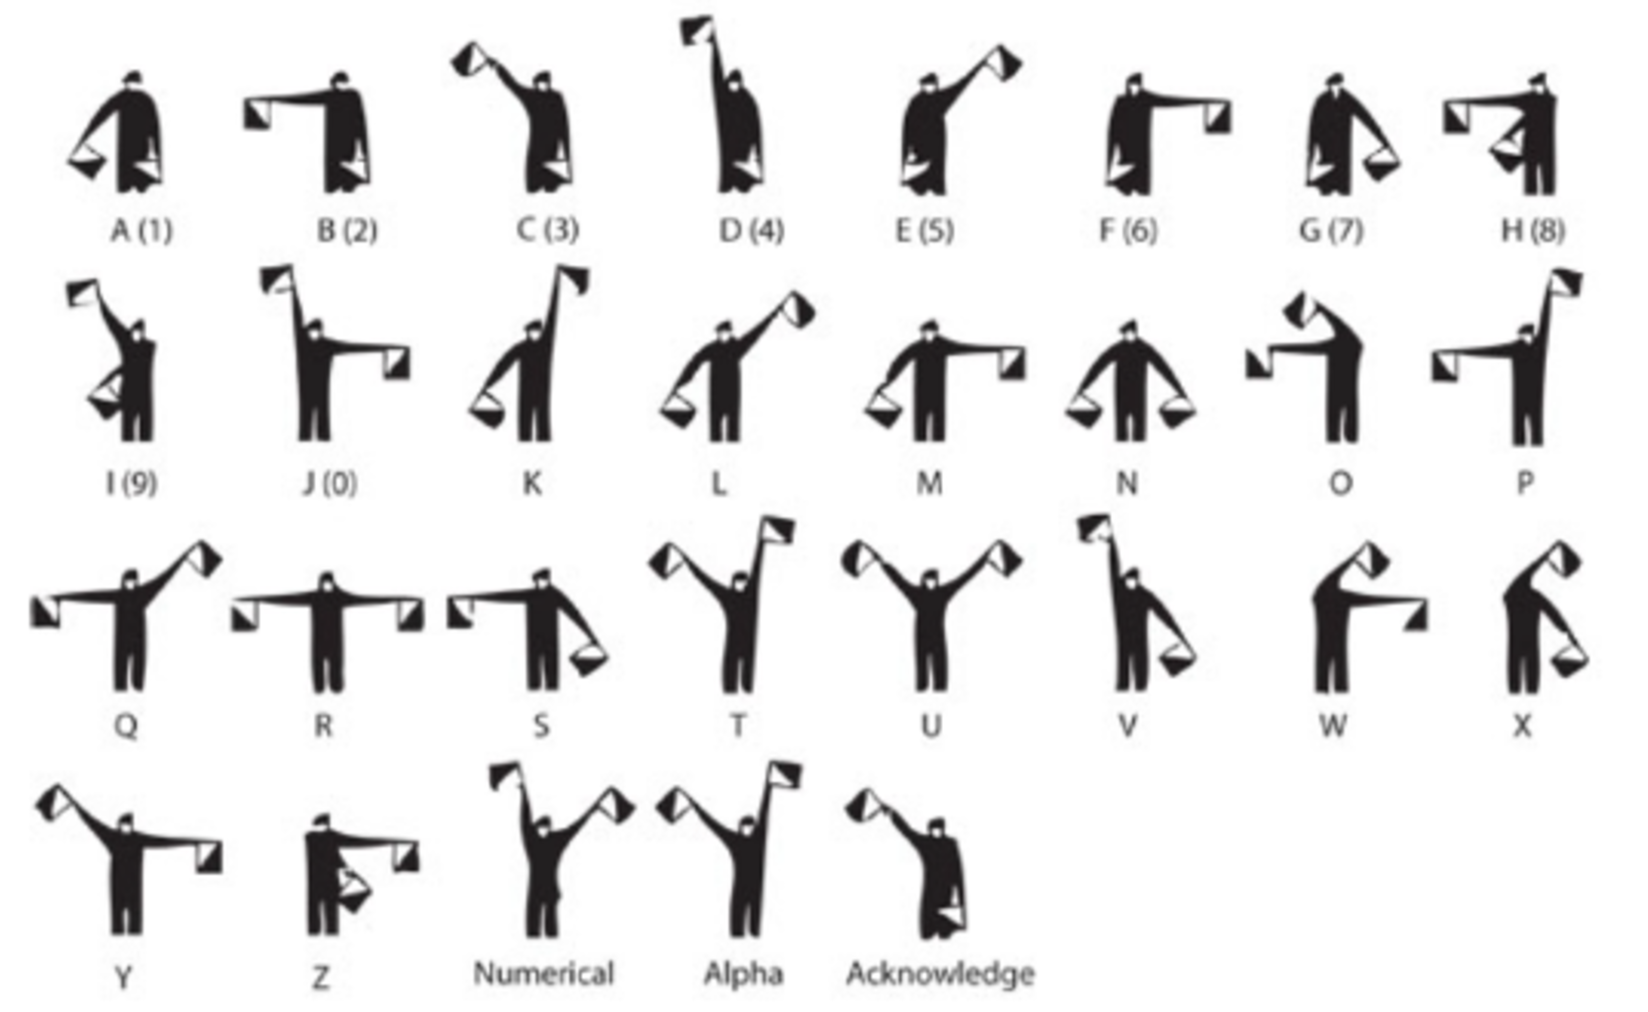 A (1) B (2) C (3) D (4) E (5) F (6) G (7) H (8)
I (9) J (0) K L M N O P
Q R S T U V W X
Y Z Numerical Alpha Acknowledge